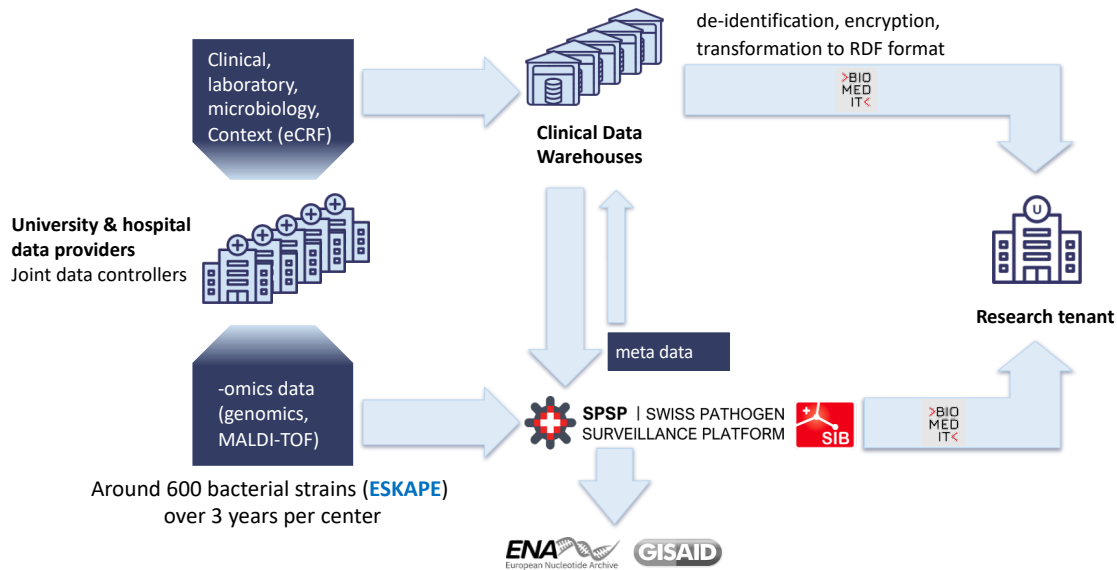 Clinical,
laboratory,
microbiology,
Context (eCRF)
de-identification, encryption,
transformation to RDF format
>BIO
MED
IT<
Clinical Data
Warehouses
University & hospital
data providers
Joint data controllers
U
Research tenant
meta data
-omics data
(genomics,
MALDI-TOF)
SPSP | SWISS PATHOGEN
SURVEILLANCE PLATFORM
SIB
>BIO
MED
IT<
Around 600 bacterial strains (ESKAPE)
over 3 years per center
ENA
European Nucleotide Archive
GISAID